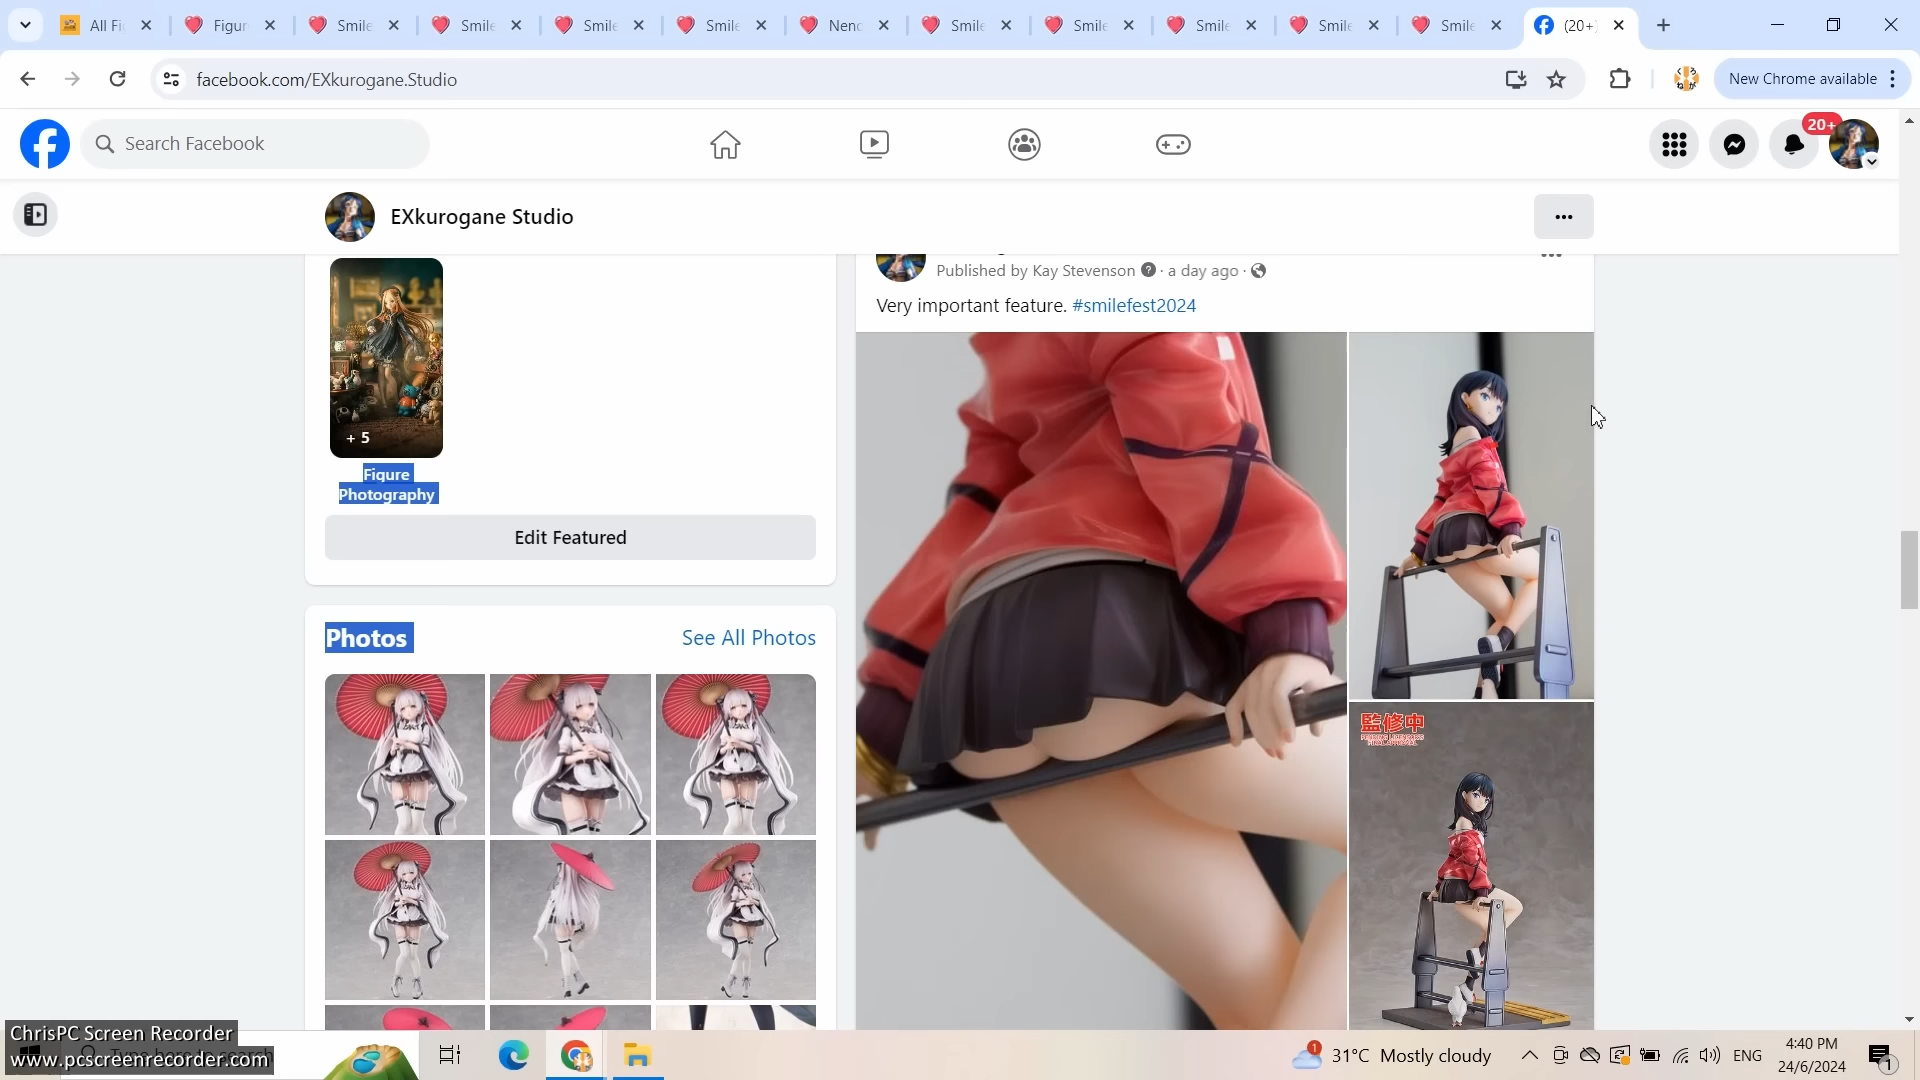 All Fi
Figur
Smile
Smile
Smile
Smile
Nend
Smile
Smile
Smile
Smile
Smile
(20+)
facebook.com/EXkurogane.Studio
New Chrome available
Search Facebook
20+
EXkurogane Studio
Published by Kay Stevenson · a day ago ·
Very important feature. #smilefest2024
+ 5
Figure
Photography
Edit Featured
Photos
See All Photos
監修中
ChrisPC Screen Recorder
www.pcscreenrecorder.com
1
31°C Mostly cloudy
ENG
4:40 PM
24/6/2024
1